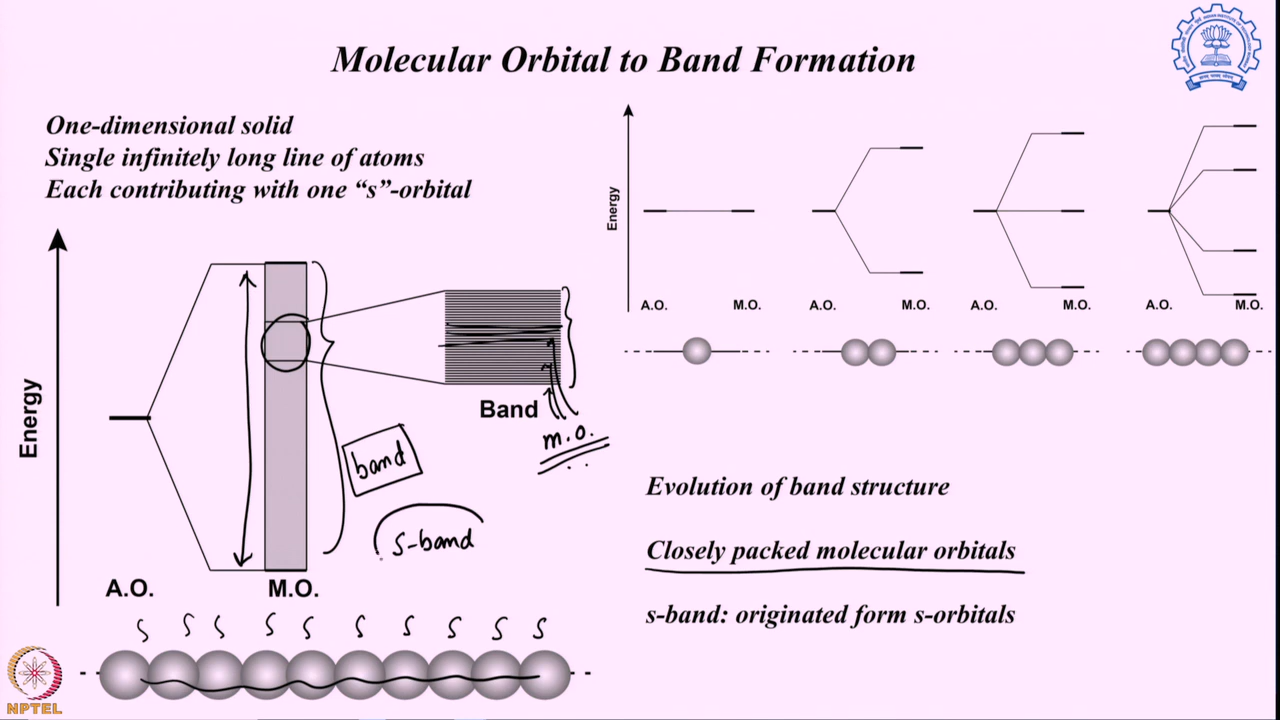 Molecular Orbital to Band Formation
One-dimensional solid
Single infinitely long line of atoms
Each contributing with one “s”-orbital
Energy
A.O. M.O. A.O. M.O. A.O. M.O. A.O. M.O.
Energy
Band
m.o.
band
s-band
A.O. M.O.
s s s s s s s s s s
Evolution of band structure
Closely packed molecular orbitals
s-band: originated form s-orbitals
NPTEL